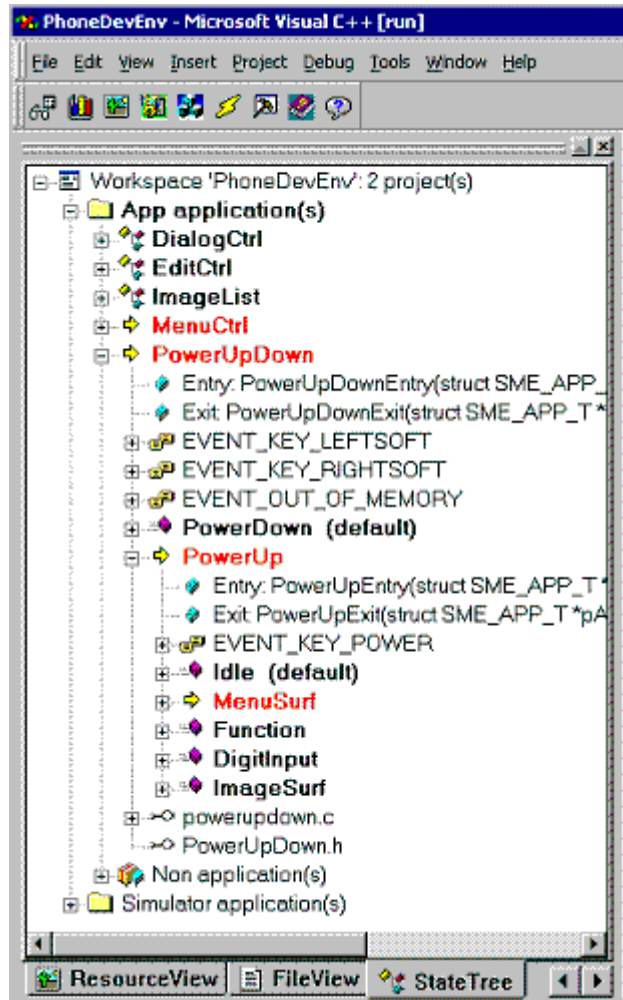 PhoneDevEnv - Microsoft Visual C++ [run]
File Edit View Insert Project Debug Tools Window Help
Workspace 'PhoneDevEnv': 2 project(s)
App application(s)
DialogCtrl
EditCtrl
ImageList
MenuCtrl
PowerUpDown
Entry: PowerUpDownEntry(struct SME_APP_
Exit: PowerUpDownExit(struct SME_APP_T *
EVENT_KEY_LEFTSOFT
EVENT_KEY_RIGHTSOFT
EVENT_OUT_OF_MEMORY
PowerDown (default)
PowerUp
Entry: PowerUpEntry(struct SME_APP_T *
Exit: PowerUpExit(struct SME_APP_T *pA
EVENT_KEY_POWER
Idle (default)
MenuSurf
Function
DigitInput
ImageSurf
powerupdown.c
PowerUpDown.h
Non application(s)
Simulator application(s)
ResourceView FileView StateTree